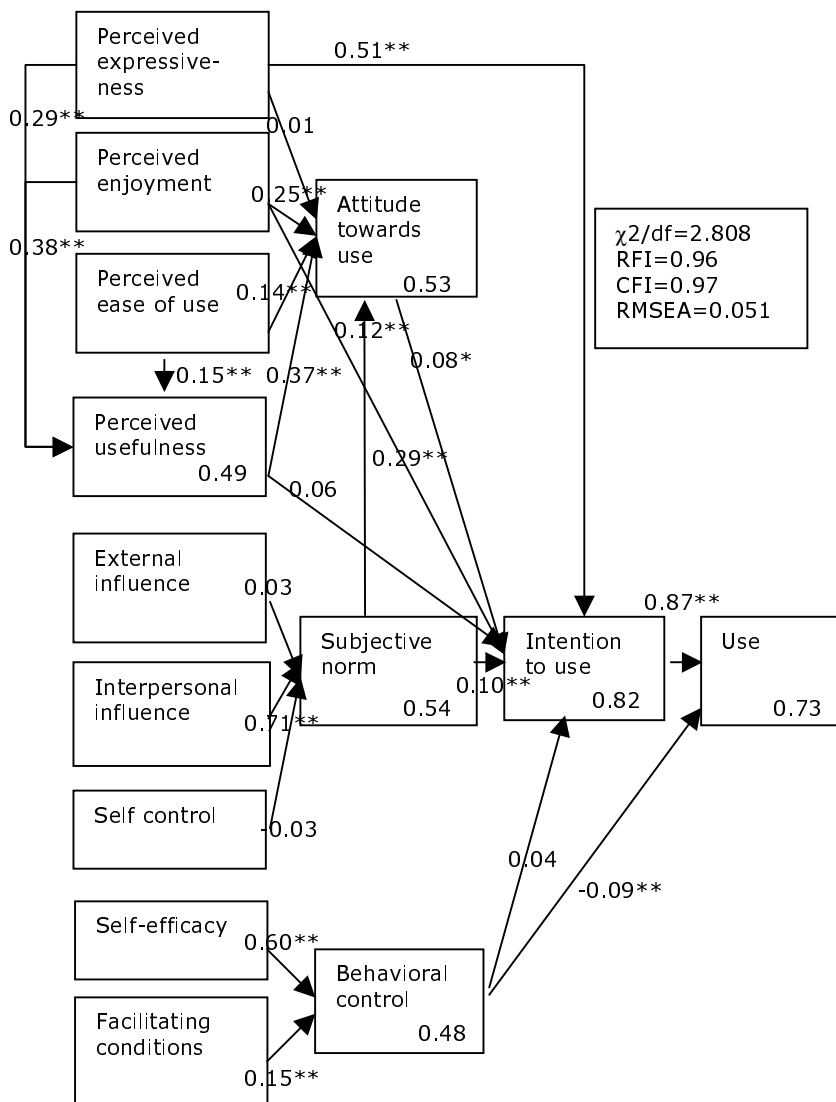 Perceived
expressive-
ness
0.51**
0.29**
0.01
Perceived
enjoyment
0.25**
Attitude
towards
use
0.53
χ2/df=2.808
RFI=0.96
CFI=0.97
RMSEA=0.051
0.38**
Perceived
ease of use
0.14**
0.12**
0.08*
0.15**
0.37**
Perceived
usefulness
0.49
0.29**
0.06
External
influence
0.03
Subjective
norm
0.54
0.10**
Intention
to use
0.82
0.87**
Use
0.73
Interpersonal
influence
0.71**
Self control
-0.03
0.04
-0.09**
Self-efficacy
0.60**
Behavioral
control
0.48
Facilitating
conditions
0.15**